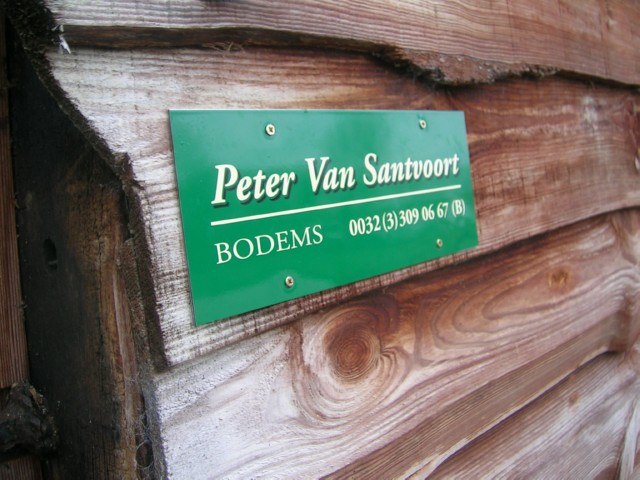 Peter Van Santvoort
BODEMS 0032 (3) 309 06 67 (B)